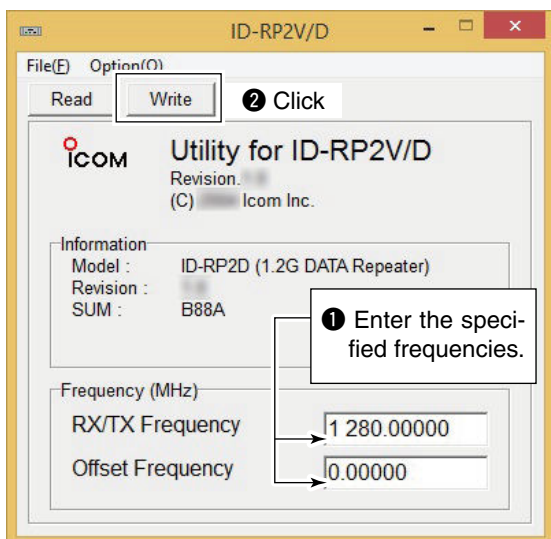 ID-RP2V/D
File(F) Option(O)
Read Write ❷ Click
ICOM Utility for ID-RP2V/D
Revision.
(C) Icom Inc.
Information
Model : ID-RP2D (1.2G DATA Repeater)
Revision :
SUM : B88A
❶ Enter the speci-
fied frequencies.
Frequency (MHz)
RX/TX Frequency 1 280.00000
Offset Frequency 0.00000